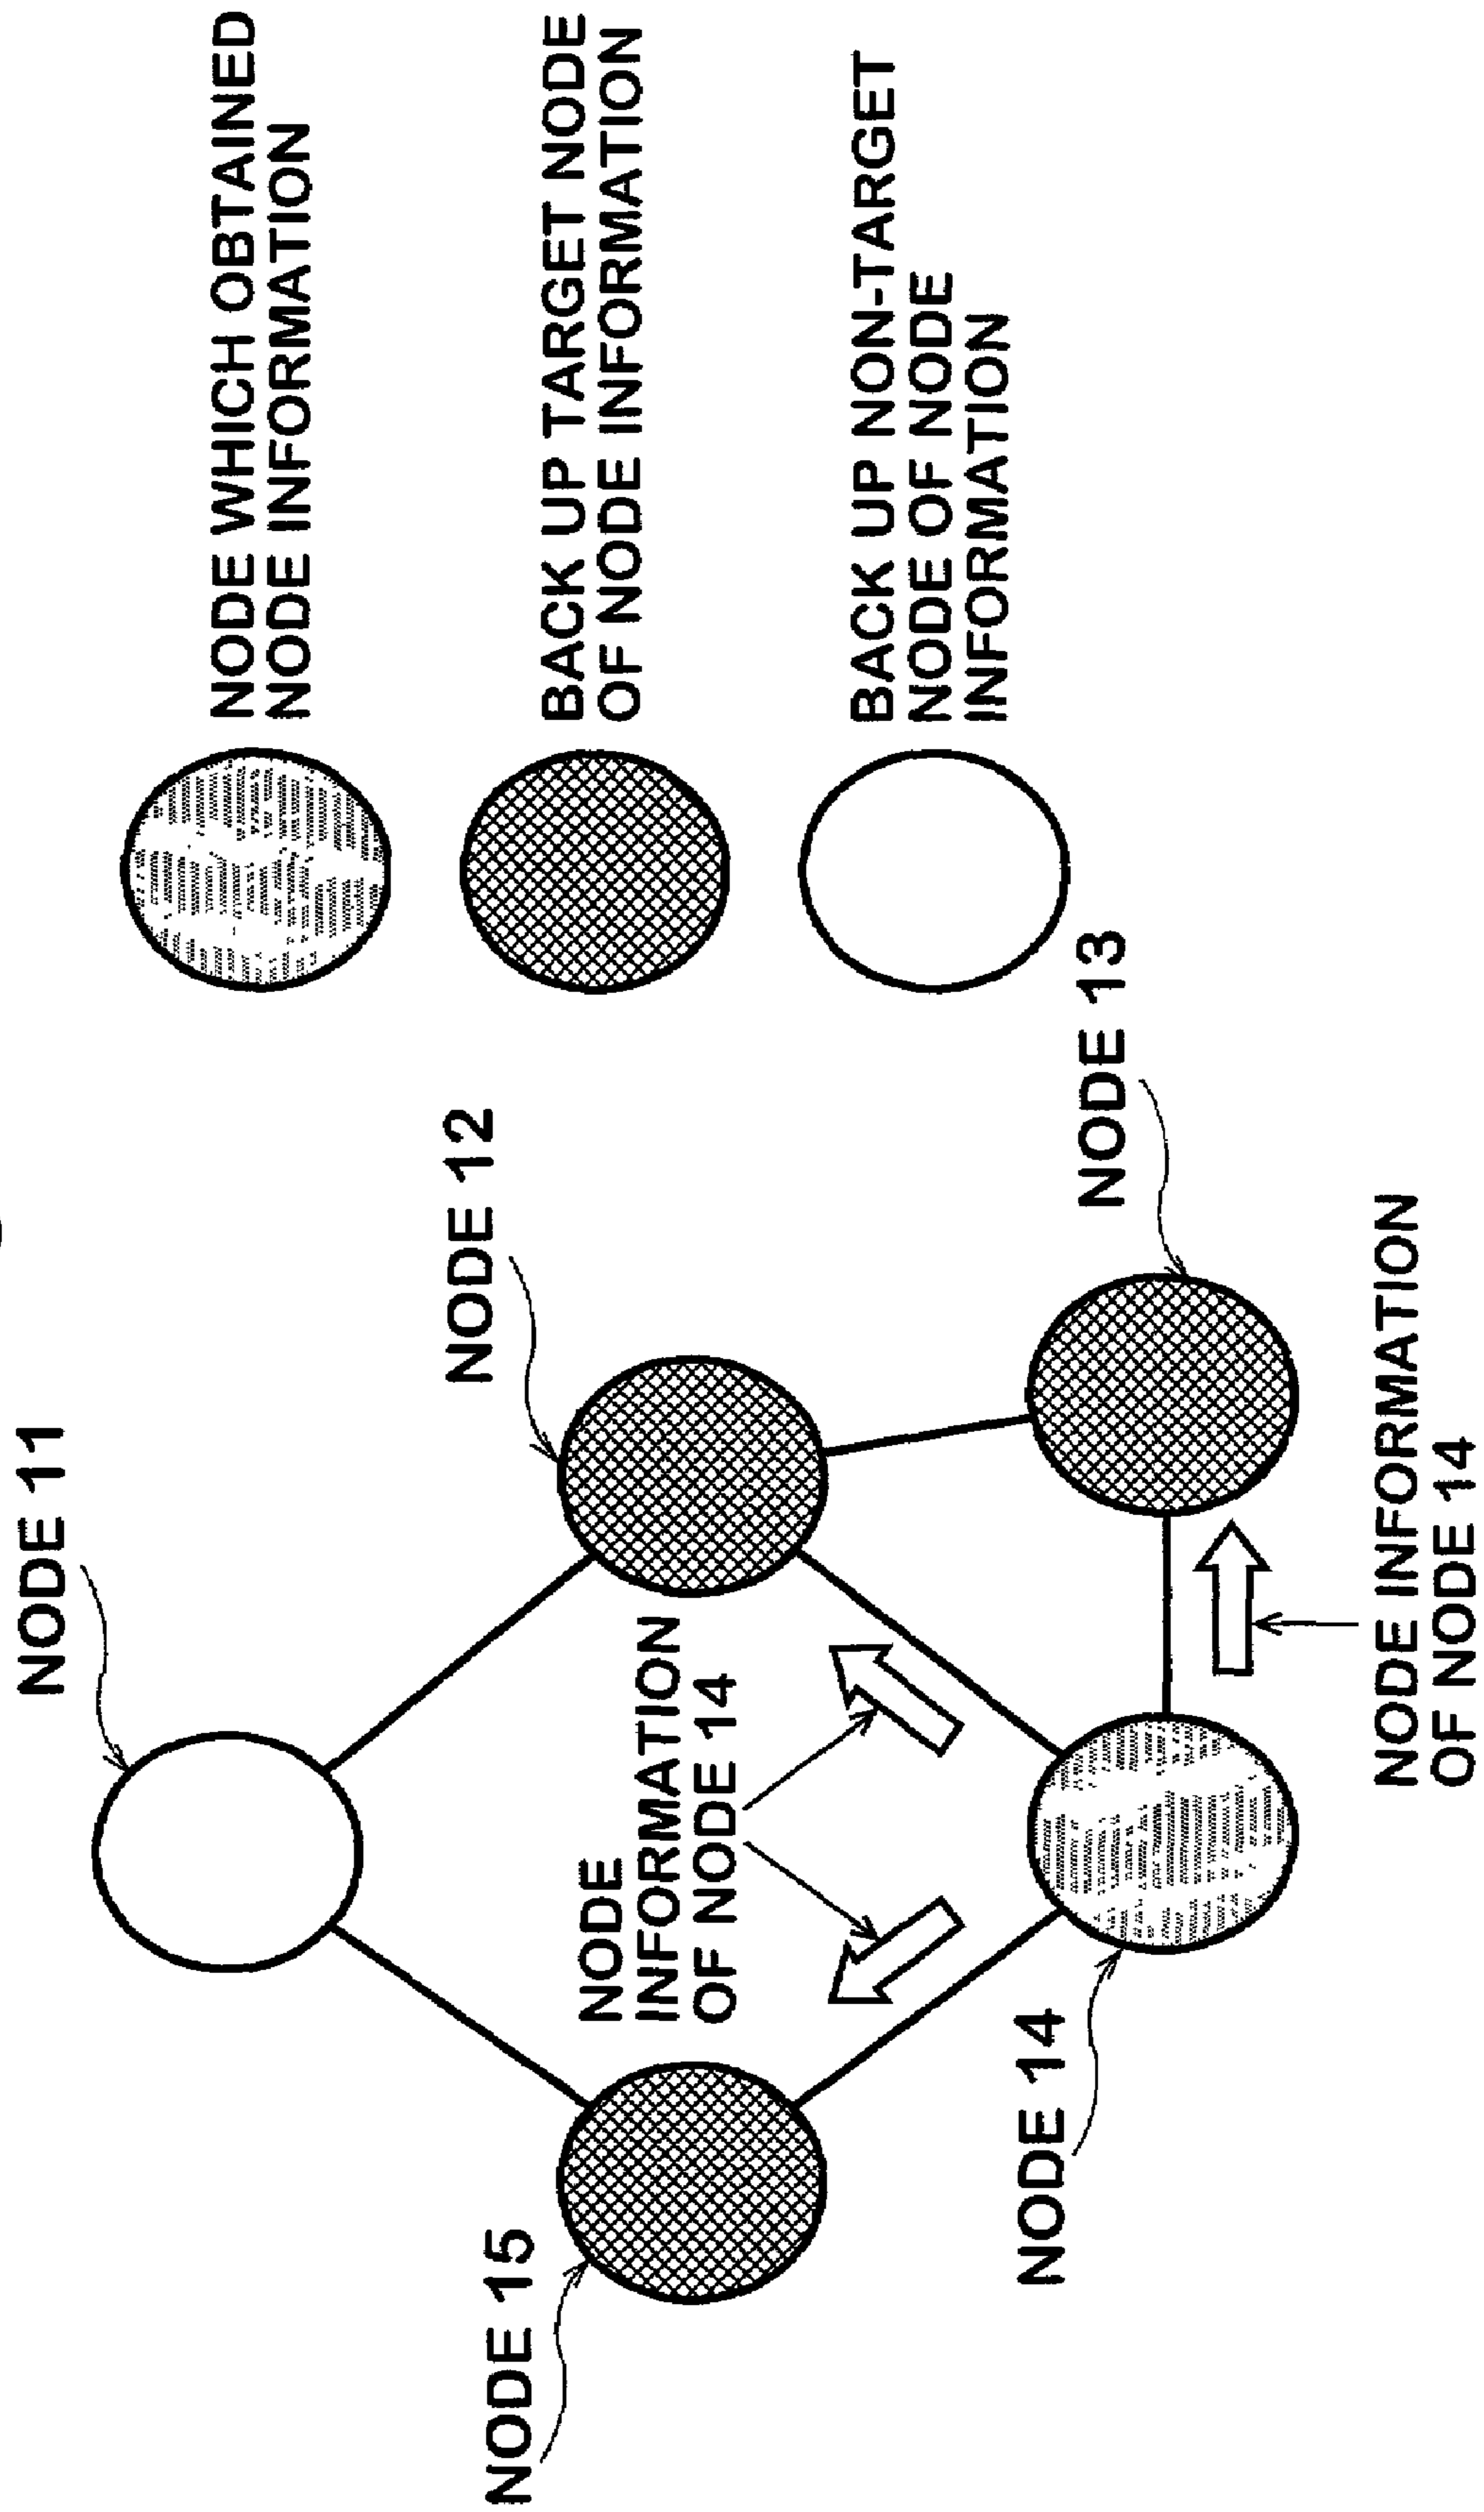 NODE 11
NODE 12
NODE 15
NODE
INFORMATION
OF NODE 14
NODE 14
NODE 13
NODE INFORMATION
OF NODE 14
NODE WHICH OBTAINED
NODE INFORMATION
BACK UP TARGET NODE
OF NODE INFORMATION
BACK UP NON-TARGET
NODE OF NODE
INFORMATION